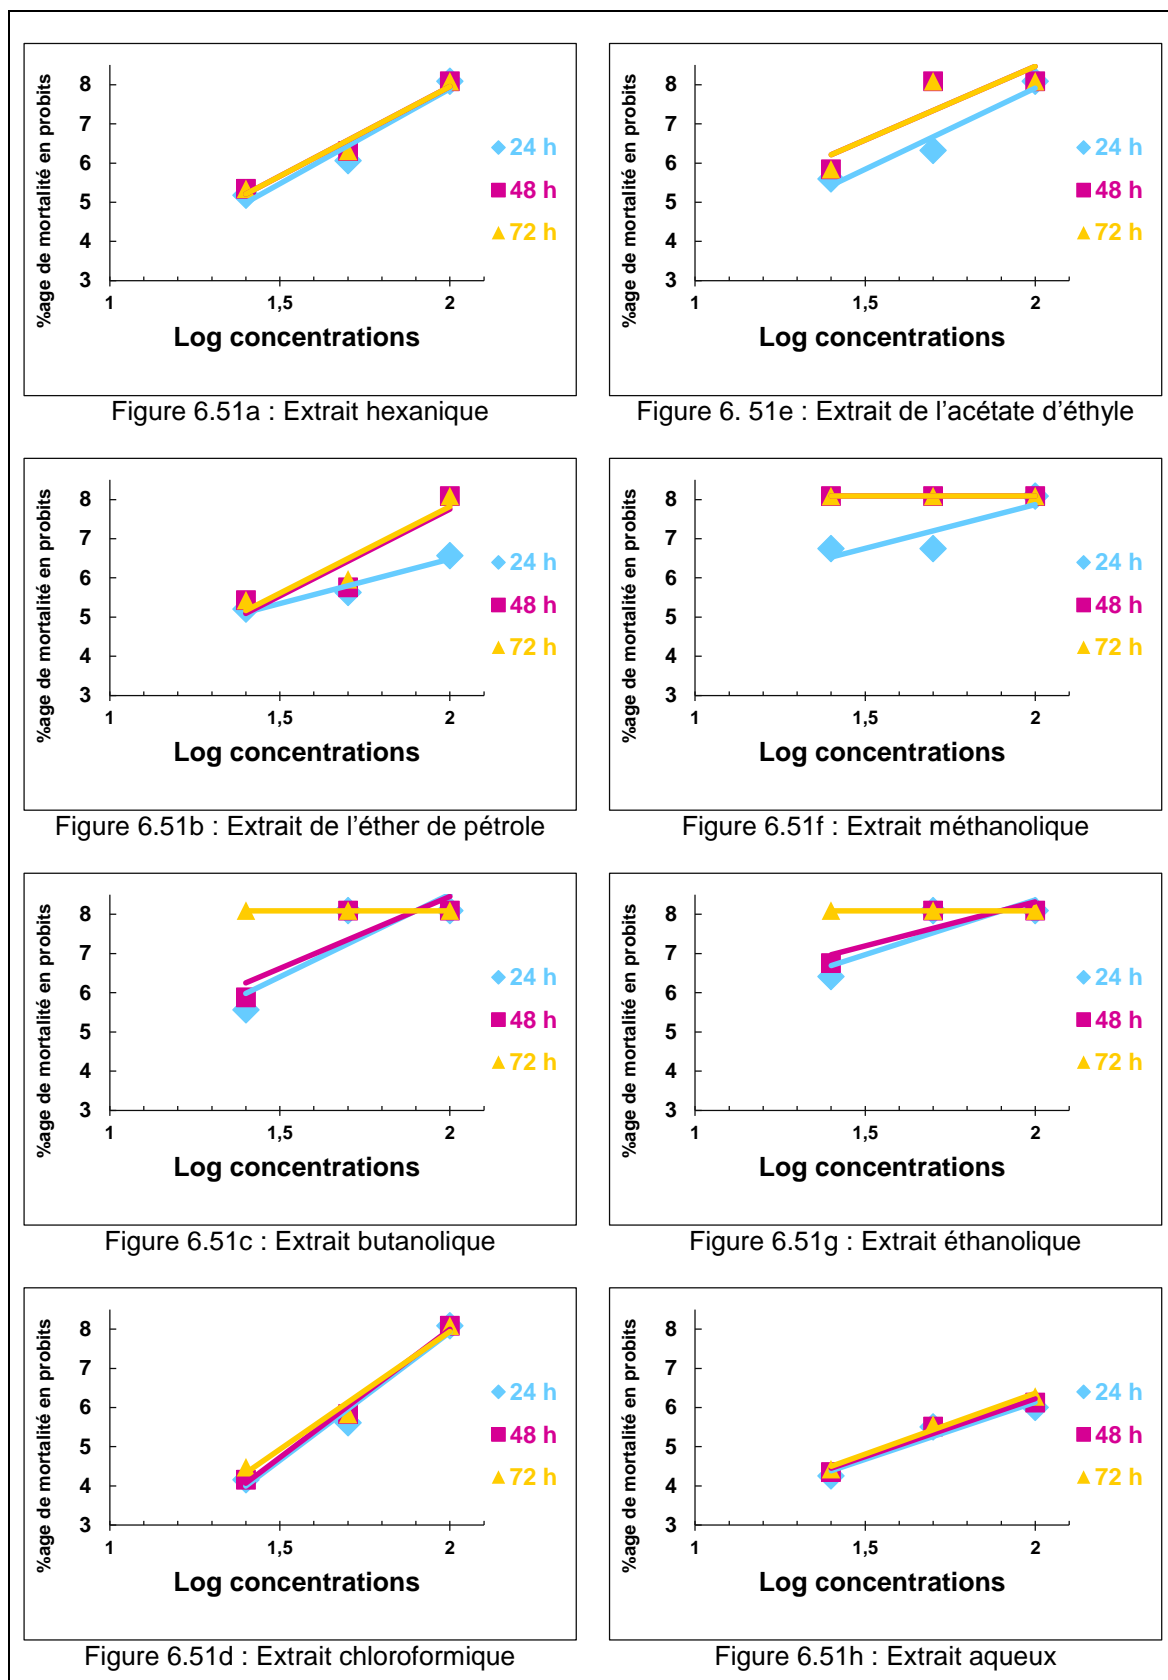 %age de mortalité en probits
8
7
6
5
4
3
1
1,5
2
Log concentrations
24 h
48 h
72 h
Figure 6.51a : Extrait hexanique
%age de mortalité en probits
8
7
6
5
4
3
1
1,5
2
Log concentrations
24 h
48 h
72 h
Figure 6. 51e : Extrait de l’acétate d’éthyle
%age de mortalité en probits
8
7
6
5
4
3
1
1,5
2
Log concentrations
24 h
48 h
72 h
Figure 6.51b : Extrait de l’éther de pétrole
%age de mortalité en probits
8
7
6
5
4
3
1
1,5
2
Log concentrations
24 h
48 h
72 h
Figure 6.51f : Extrait méthanolique
%age de mortalité en probits
8
7
6
5
4
3
1
1,5
2
Log concentrations
24 h
48 h
72 h
Figure 6.51c : Extrait butanolique
%age de mortalité en probits
8
7
6
5
4
3
1
1,5
2
Log concentrations
24 h
48 h
72 h
Figure 6.51g : Extrait éthanolique
%age de mortalité en probits
8
7
6
5
4
3
1
1,5
2
Log concentrations
24 h
48 h
72 h
Figure 6.51d : Extrait chloroformique
%age de mortalité en probits
8
7
6
5
4
3
1
1,5
2
Log concentrations
24 h
48 h
72 h
Figure 6.51h : Extrait aqueux